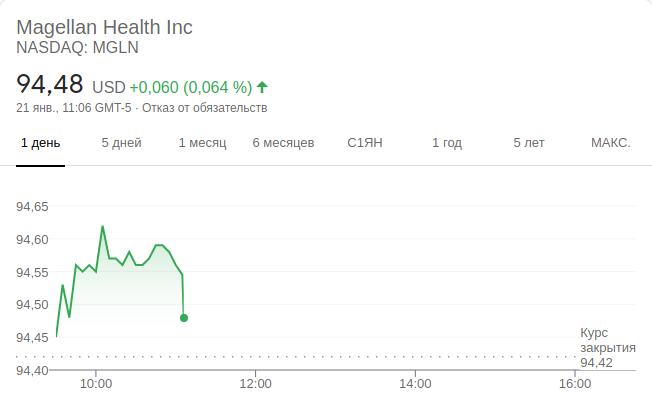 Magellan Health Inc
NASDAQ: MGLN
94,48 USD +0,060 (0,064 %)
21 янв., 11:06 GMT-5 · Отказ от обязательств
1 день 5 дней 1 месяц 6 месяцев С1ЯН 1 год 5 лет МАКС.
94,65
94,60
94,55
94,50
94,45
94,40
Курс
закрытия
94,42
10:00 12:00 14:00 16:00